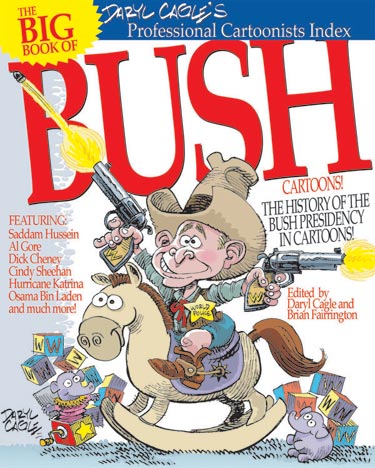 THE
BIG
BOOK OF
DARYL CAGLE'S
Professional Cartoonists Index
BUSH
CARTOONS!
THE HISTORY OF THE
BUSH PRESIDENCY
IN CARTOONS!
FEATURING:
Saddam Hussein
Al Gore
Dick Cheney
Cindy Sheehan
Hurricane Katrina
Osama Bin Laden
and much more!
Edited by
Daryl Cagle and
Brian Fairrington
WORLD
POLICE
W
W
W
W
W
DARYL
CAGLE